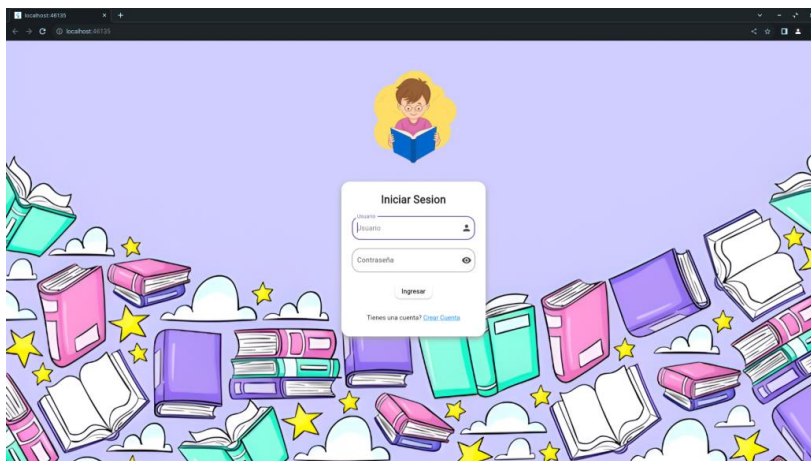 localhost:46135
localhost:46135
Iniciar Sesion
Usuario
Usuario
Contraseña
Ingresar
Tienes una cuenta? Crear Cuenta